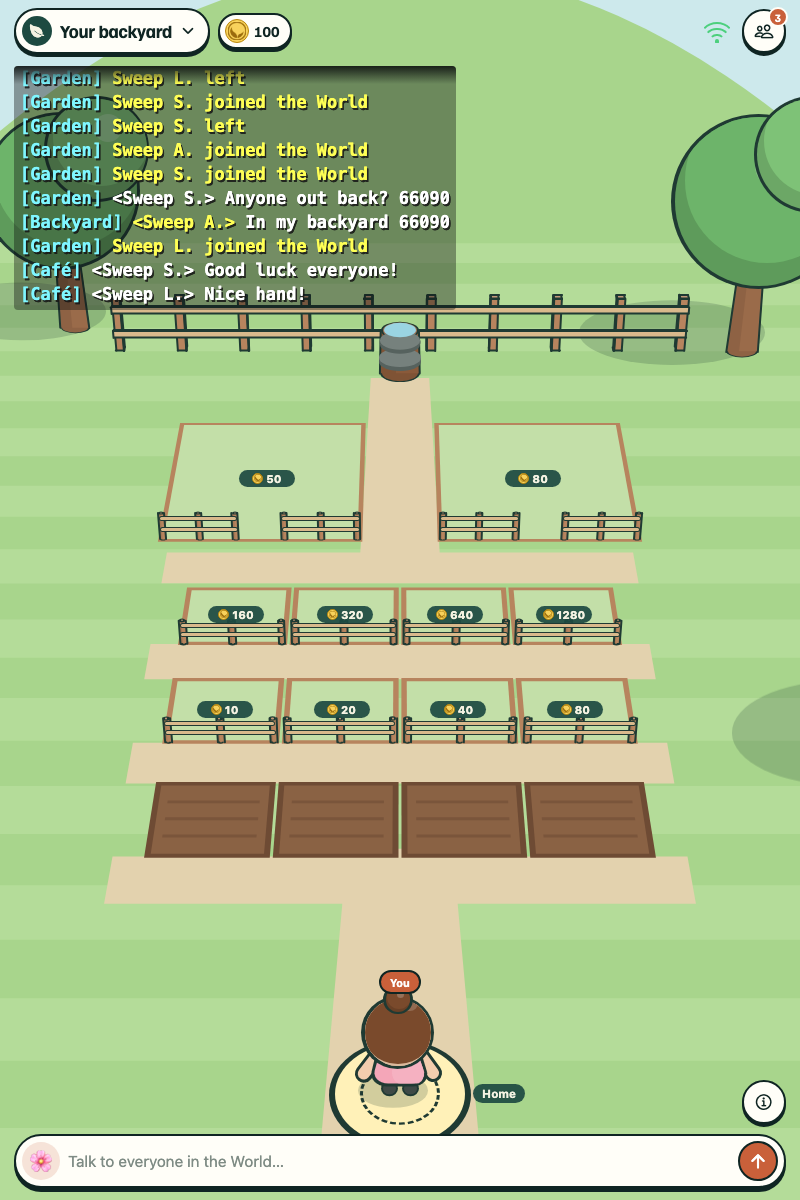 Your backyard
100
3
[Garden] Sweep L. left
[Garden] Sweep S. joined the World
[Garden] Sweep S. left
[Garden] Sweep A. joined the World
[Garden] Sweep S. joined the World
[Garden] <Sweep S.> Anyone out back? 66090
[Backyard] <Sweep A.> In my backyard 66090
[Garden] Sweep L. joined the World
[Café] <Sweep S.> Good luck everyone!
[Café] <Sweep L.> Nice hand!
50
80
160
320
640
1280
10
20
40
80
You
Home
Talk to everyone in the World...